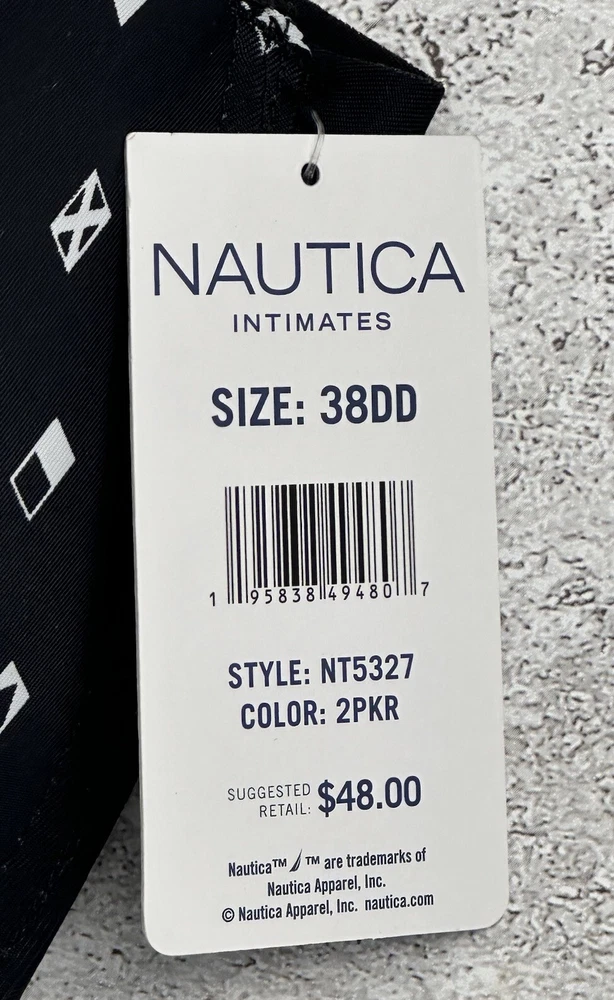 NAUTICA
INTIMATES
SIZE: 38DD
1 95838 49480 7
STYLE: NT5327
COLOR: 2PKR
SUGGESTED
RETAIL: $48.00
Nautica™ ™ are trademarks of
Nautica Apparel, Inc.
© Nautica Apparel, Inc. nautica.com